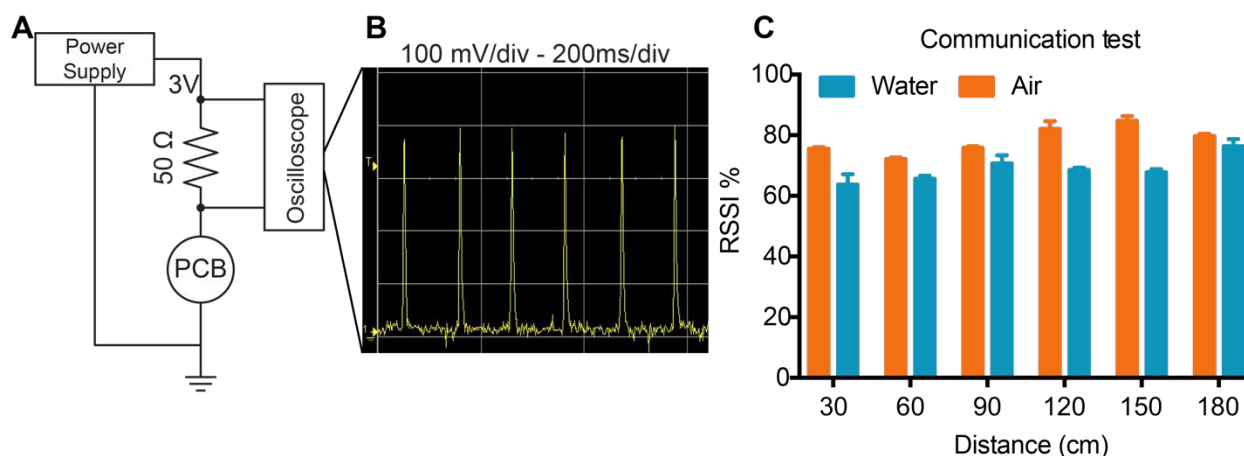 A
Power
Supply
3V
50 Ω
Oscilloscope
PCB
B
100 mV/div - 200ms/div
T
1
C
Communication test
Water
Air
RSSI %
100
80
60
40
20
0
30 60 90 120 150 180
Distance (cm)